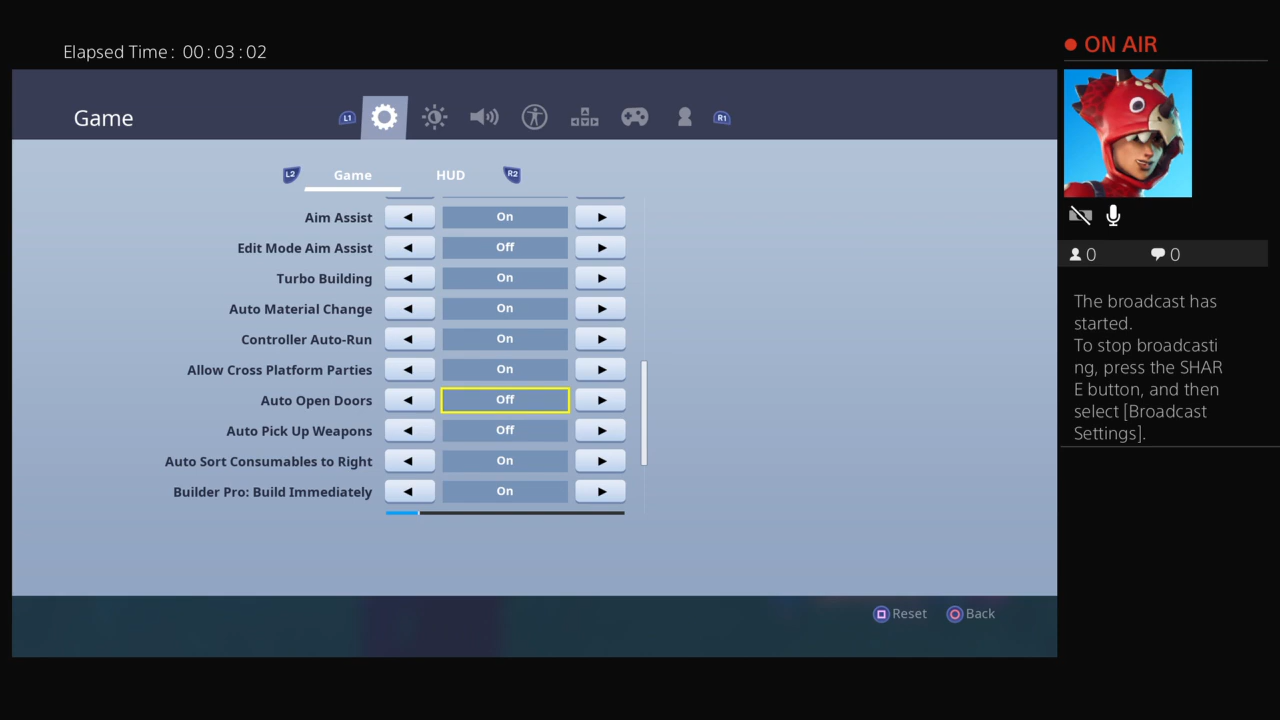 Elapsed Time: 00:03:02
ON AIR
Game
L1
R1
L2
Game
HUD
R2
Aim Assist ◀ On ▶
Edit Mode Aim Assist ◀ Off ▶
Turbo Building ◀ On ▶
Auto Material Change ◀ On ▶
Controller Auto-Run ◀ On ▶
Allow Cross Platform Parties ◀ On ▶
Auto Open Doors ◀ Off ▶
Auto Pick Up Weapons ◀ Off ▶
Auto Sort Consumables to Right ◀ On ▶
Builder Pro: Build Immediately ◀ On ▶
Reset
Back
0
0
The broadcast has
started.
To stop broadcasti
ng, press the SHAR
E button, and then
select [Broadcast
Settings].